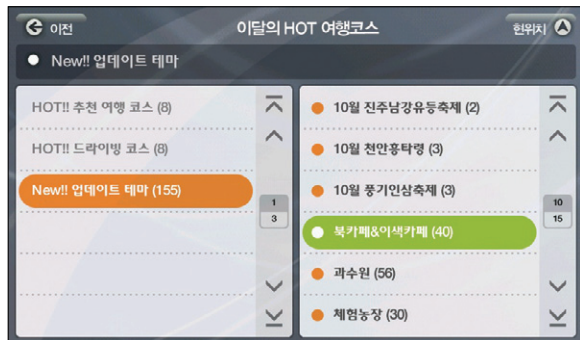 이전
이달의 HOT 여행코스
현위치
New!! 업데이트 테마
HOT!! 추천 여행 코스 (8)
HOT!! 드라이빙 코스 (8)
New!! 업데이트 테마 (155)
1
3
10월 진주남강유등축제 (2)
10월 천안흥타령 (3)
10월 풍기인삼축제 (3)
북카페&이색카페 (40)
과수원 (56)
체험농장 (30)
10
15